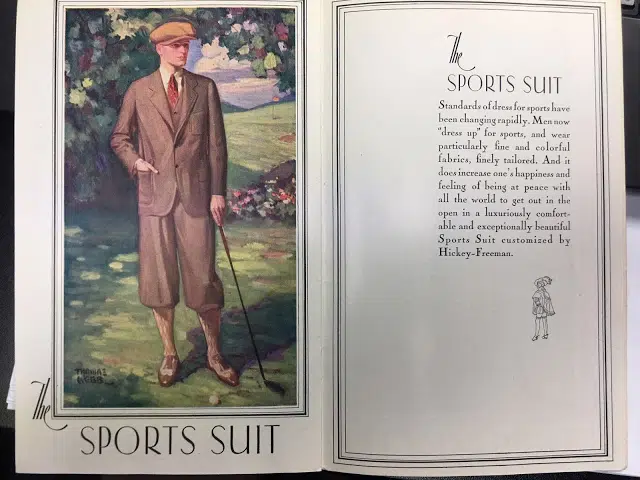 THOMAS
WEBB
The
SPORTS SUIT
The
SPORTS SUIT
Standards of dress for sports have
been changing rapidly. Men now
"dress up" for sports, and wear
particularly fine and colorful
fabrics, finely tailored. And it
does increase one's happiness and
feeling of being at peace with
all the world to get out in the
open in a luxuriously comfort-
able and exceptionally beautiful
Sports Suit customized by
Hickey-Freeman.